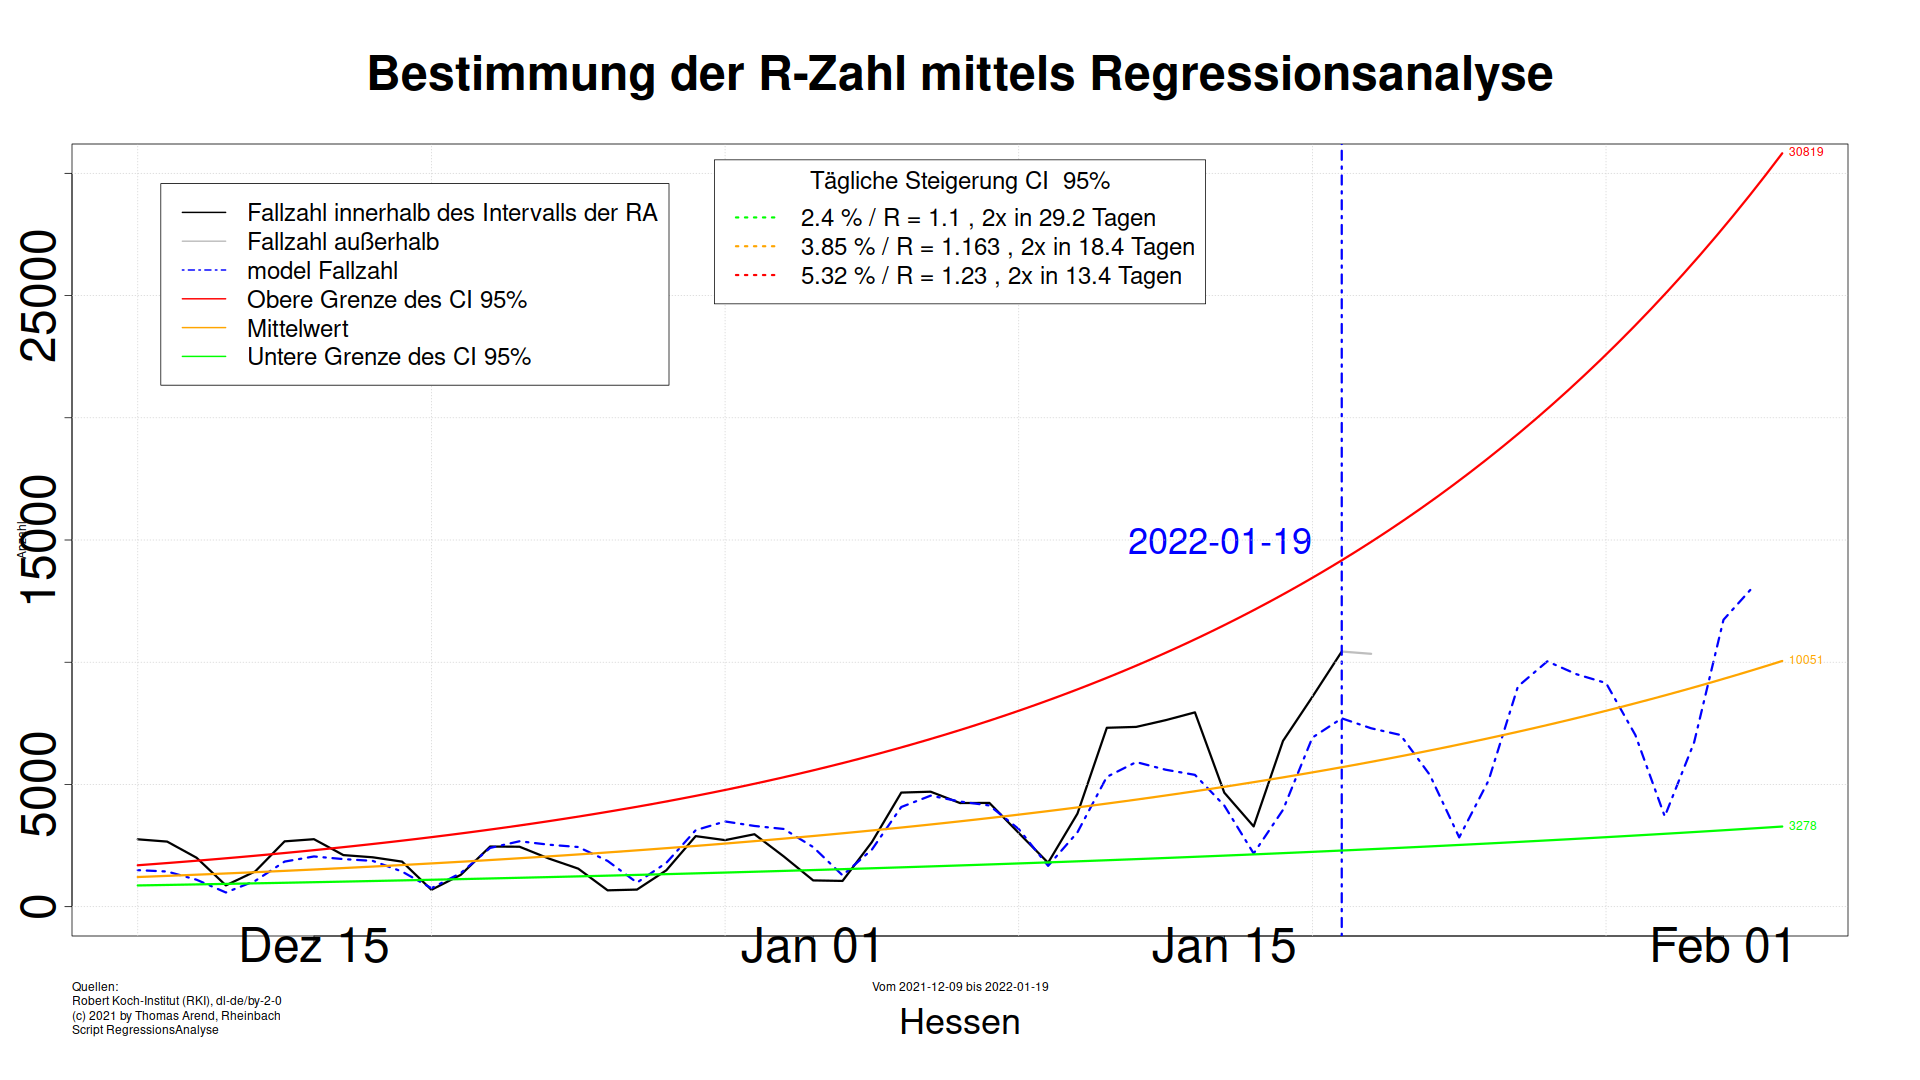 Bestimmung der R-Zahl mittels Regressionsanalyse
Fallzahl innerhalb des Intervalls der RA
Fallzahl außerhalb
model Fallzahl
Obere Grenze des CI 95%
Mittelwert
Untere Grenze des CI 95%
Tägliche Steigerung CI 95%
2.4 % / R = 1.1 , 2x in 29.2 Tagen
3.85 % / R = 1.163 , 2x in 18.4 Tagen
5.32 % / R = 1.23 , 2x in 13.4 Tagen
30819
2022-01-19
10051
3278
25000
15000
5000
0
Anzahl
Dez 15
Jan 01
Jan 15
Feb 01
Quellen:
Robert Koch-Institut (RKI), dl-de/by-2-0
(c) 2021 by Thomas Arend, Rheinbach
Script RegressionsAnalyse
Vom 2021-12-09 bis 2022-01-19
Hessen